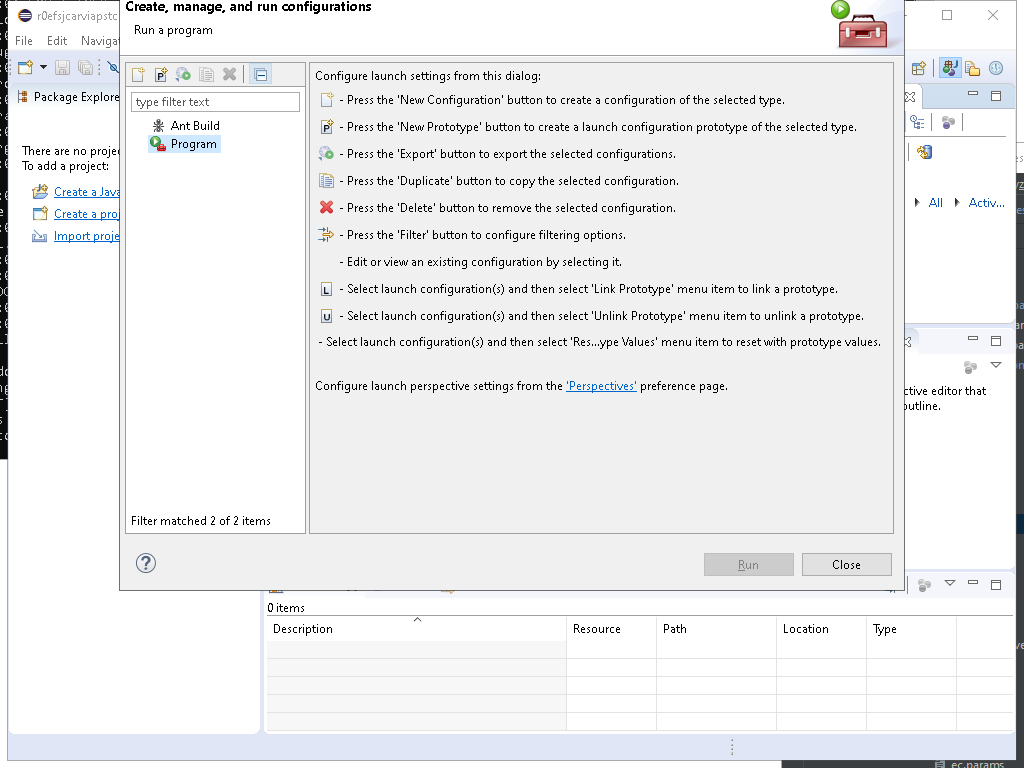 Create, manage, and run configurations
Run a program
r0efsjcarviapstc
File Edit Navigat
Package Explore
There are no projec
To add a project:
Create a Java
Create a proj
Import proje
type filter text
Ant Build
Program
Filter matched 2 of 2 items
Configure launch settings from this dialog:
- Press the 'New Configuration' button to create a configuration of the selected type.
- Press the 'New Prototype' button to create a launch configuration prototype of the selected type.
- Press the 'Export' button to export the selected configurations.
- Press the 'Duplicate' button to copy the selected configuration.
- Press the 'Delete' button to remove the selected configuration.
- Press the 'Filter' button to configure filtering options.
- Edit or view an existing configuration by selecting it.
L - Select launch configuration(s) and then select 'Link Prototype' menu item to link a prototype.
U - Select launch configuration(s) and then select 'Unlink Prototype' menu item to unlink a prototype.
- Select launch configuration(s) and then select 'Res...ype Values' menu item to reset with prototype values.
Configure launch perspective settings from the 'Perspectives' preference page.
Run Close
All Activ...
ctive editor that
outline.
0 items
Description Resource Path Location Type
ec.params